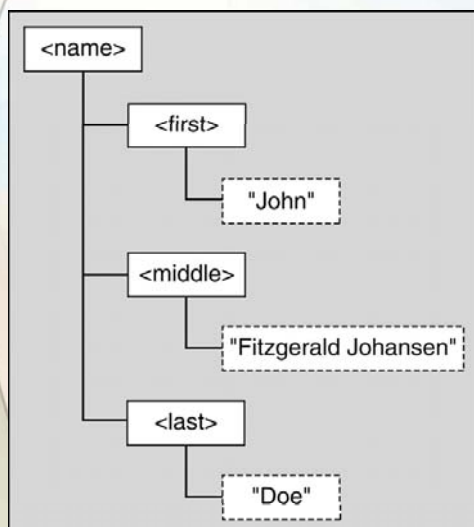 <name>
<first>
"John"
<middle>
"Fitzgerald Johansen"
<last>
"Doe"